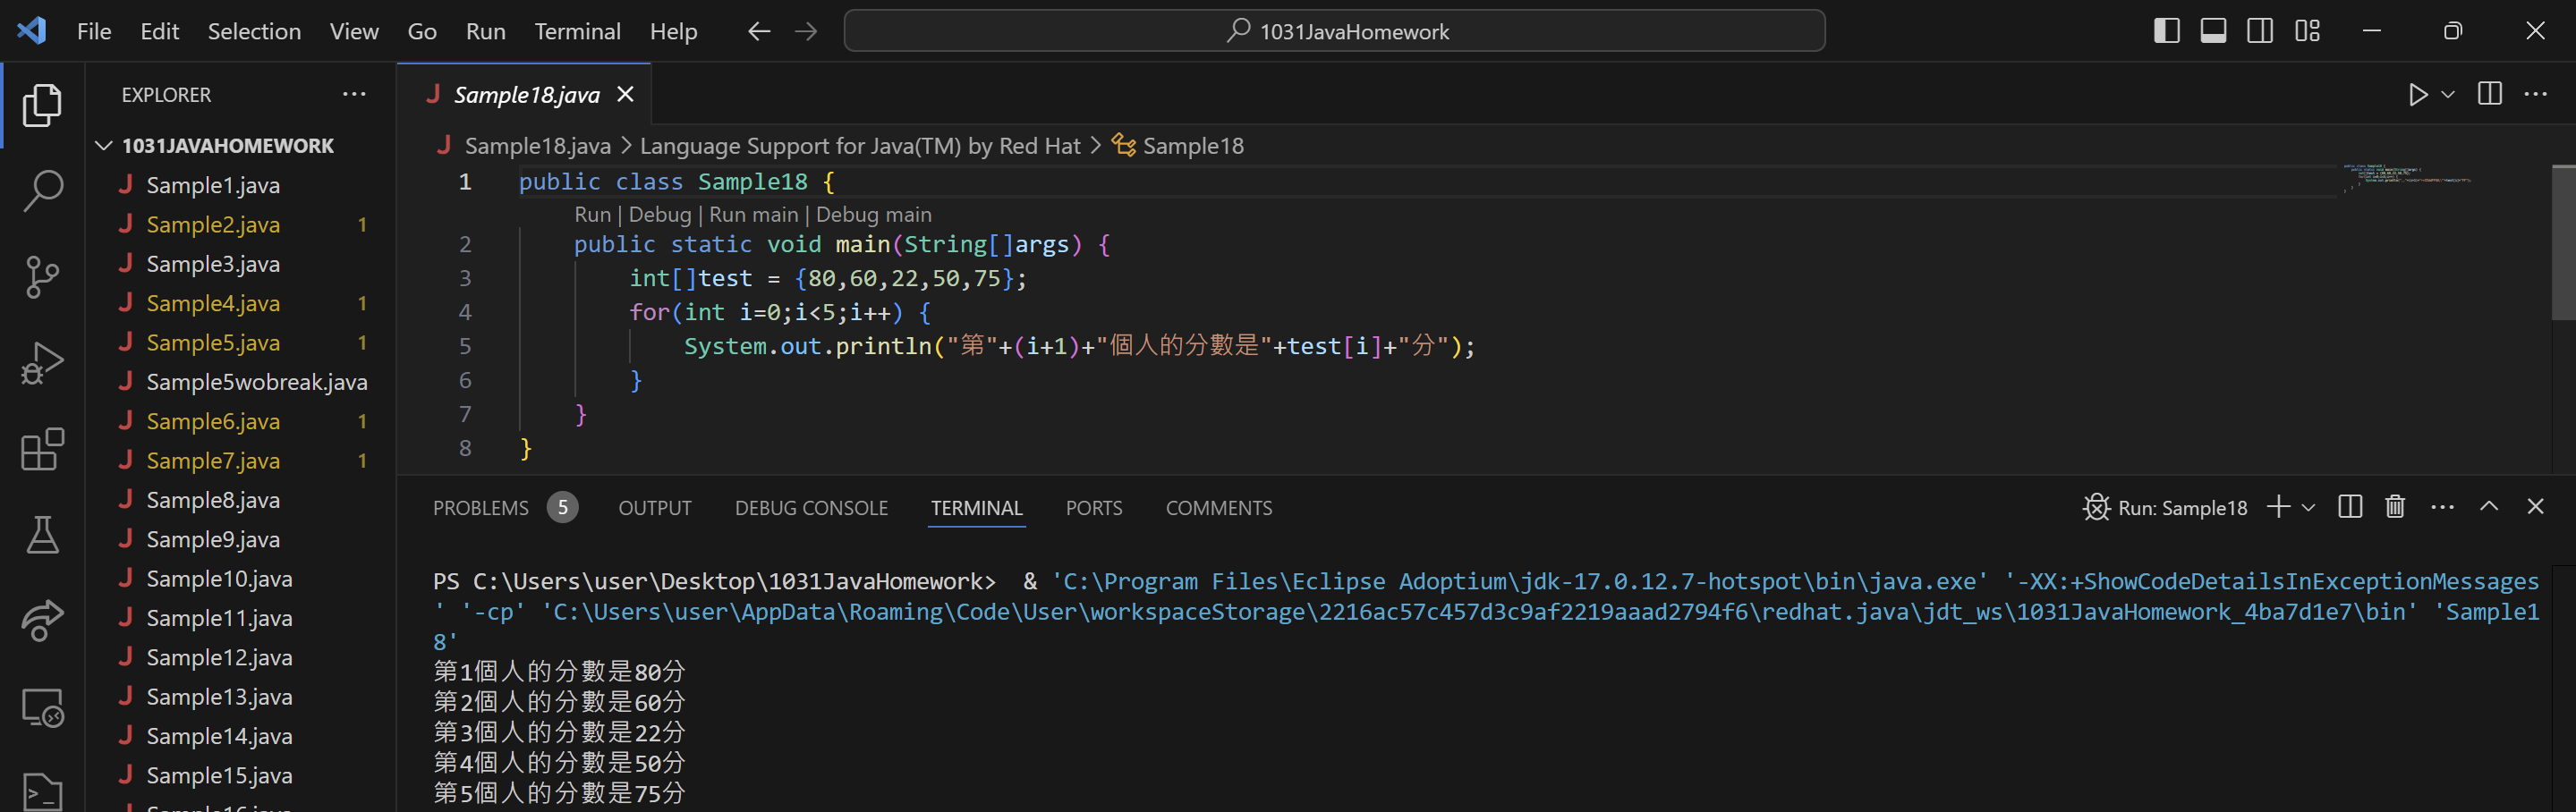 File Edit Selection View Go Run Terminal Help
1031JavaHomework
EXPLORER
1031JAVAHOMEWORK
Sample1.java
Sample2.java 1
Sample3.java
Sample4.java 1
Sample5.java 1
Sample5wobreak.java
Sample6.java 1
Sample7.java 1
Sample8.java
Sample9.java
Sample10.java
Sample11.java
Sample12.java
Sample13.java
Sample14.java
Sample15.java
Sample16.java
Sample18.java
Sample18.java > Language Support for Java(TM) by Red Hat > Sample18
1 public class Sample18 {
Run | Debug | Run main | Debug main
2 public static void main(String[]args) {
3 int[]test = {80,60,22,50,75};
4 for(int i=0;i<5;i++) {
5 System.out.println("第"+(i+1)+"個人的分數是"+test[i]+"分");
6 }
7 }
8 }
PROBLEMS 5 OUTPUT DEBUG CONSOLE TERMINAL PORTS COMMENTS
Run: Sample18
PS C:\Users\user\Desktop\1031JavaHomework>  & 'C:\Program Files\Eclipse Adoptium\jdk-17.0.12.7-hotspot\bin\java.exe' '-XX:+ShowCodeDetailsInExceptionMessages
' '-cp' 'C:\Users\user\AppData\Roaming\Code\User\workspaceStorage\2216ac57c457d3c9af2219aaad2794f6\redhat.java\jdt_ws\1031JavaHomework_4ba7d1e7\bin' 'Sample1
8'
第1個人的分數是80分
第2個人的分數是60分
第3個人的分數是22分
第4個人的分數是50分
第5個人的分數是75分